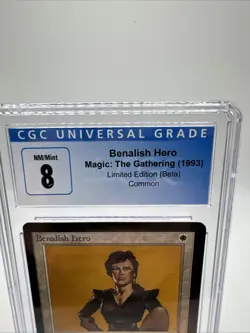 CGC UNIVERSAL GRADE
NM/Mint
8
Benalish Hero
Magic: The Gathering (1993)
Limited Edition (Beta)
Common
Benalish Hero